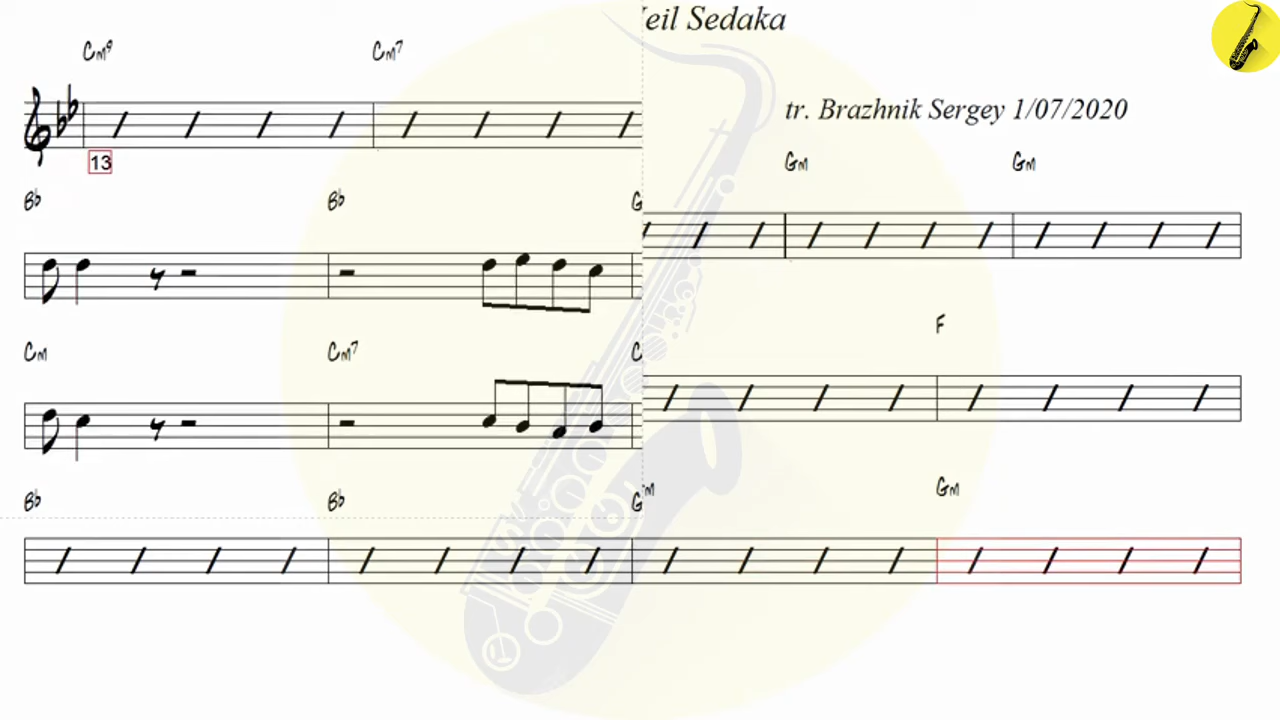 eil Sedaka
tr. Brazhnik Sergey 1/07/2020
Cm9 Cm7
13
Gm Gm
Bb Bb G
F
Cm Cm7 C
m Gm
Bb Bb G